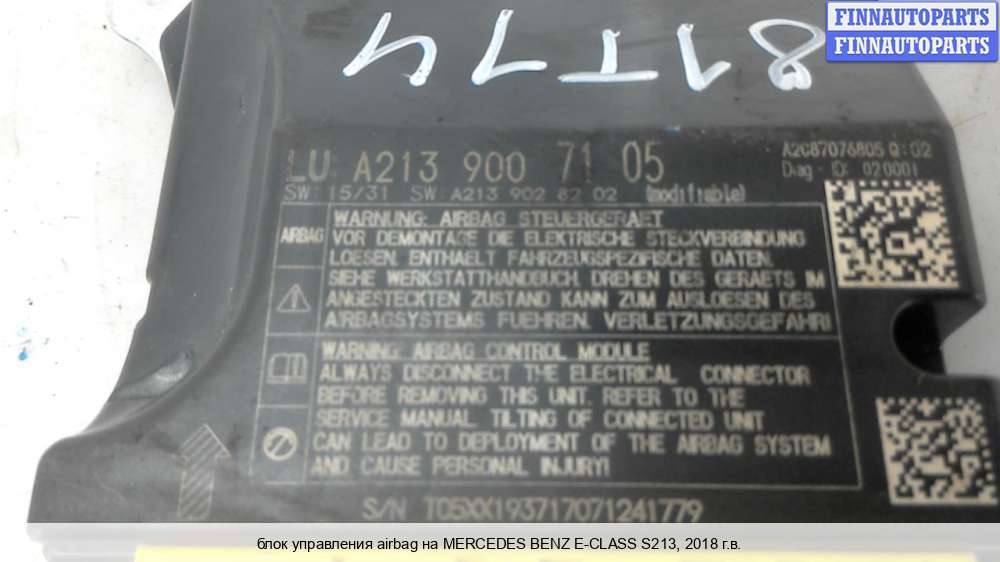 FINNAUTOPARTS
FINNAUTOPARTS
81T14
LU: A213 900 71 05
A2C87076805 Q:02
Diag - ID: 020001
SW: 15/31 SW: A213 902 82 02 (modifiable)
AIRBAG
WARNUNG: AIRBAG STEUERGERAET
VOR DEMONTAGE DIE ELEKTRISCHE STECKVERBINDUNG
LOESEN. ENTHAELT FAHRZEUGSPEZIFISCHE DATEN.
SIEHE WERKSTATTHANDBUCH. DREHEN DES GERAETS IM
ANGESTECKTEN ZUSTAND KANN ZUM AUSLOESEN DES
AIRBAGSYSTEMS FUEHREN. VERLETZUNGSGEFAHR!
WARNING: AIRBAG CONTROL MODULE
ALWAYS DISCONNECT THE ELECTRICAL CONNECTOR
BEFORE REMOVING THIS UNIT. REFER TO THE
SERVICE MANUAL TILTING OF CONNECTED UNIT
CAN LEAD TO DEPLOYMENT OF THE AIRBAG SYSTEM
AND CAUSE PERSONAL INJURY!
S/N T05XX193717071241779
блок управления airbag на MERCEDES BENZ E-CLASS S213, 2018 г.в.